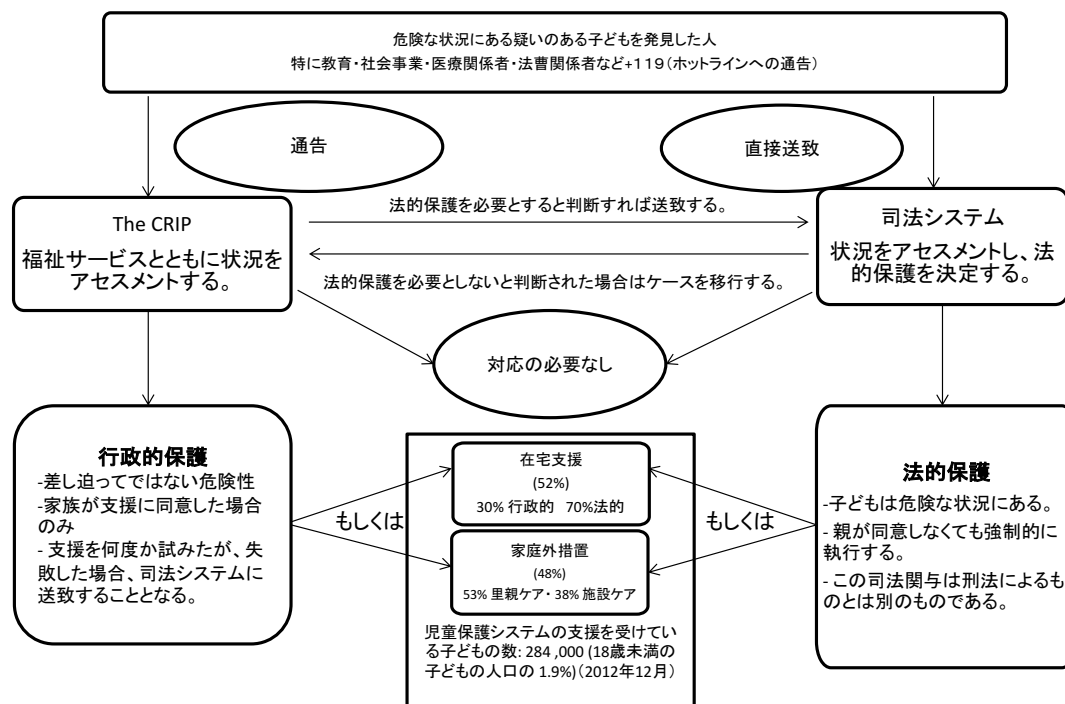 危険な状況にある疑いのある子どもを発見した人
特に教育・社会事業・医療関係者・法曹関係者など+119(ホットラインへの通告)
通告
直接送致
The CRIP
福祉サービスとともに状況を
アセスメントする。
法的保護を必要とすると判断すれば送致する。
法的保護を必要としないと判断された場合はケースを移行する。
司法システム
状況をアセスメントし、法
的保護を決定する。
対応の必要なし
行政的保護
-差し迫ってではない危険性
-家族が支援に同意した場合
のみ
- 支援を何度か試みたが、失
敗した場合、司法システムに
送致することとなる。
もしくは
在宅支援
(52%)
30% 行政的 70%法的
家庭外措置
(48%)
53% 里親ケア・ 38% 施設ケア
児童保護システムの支援を受けてい
る子どもの数: 284 ,000 (18歳未満の
子どもの人口の 1.9%)(2012年12月)
もしくは
法的保護
-子どもは危険な状況にある。
- 親が同意しなくても強制的に
執行する。
- この司法関与は刑法によるも
のとは別のものである。